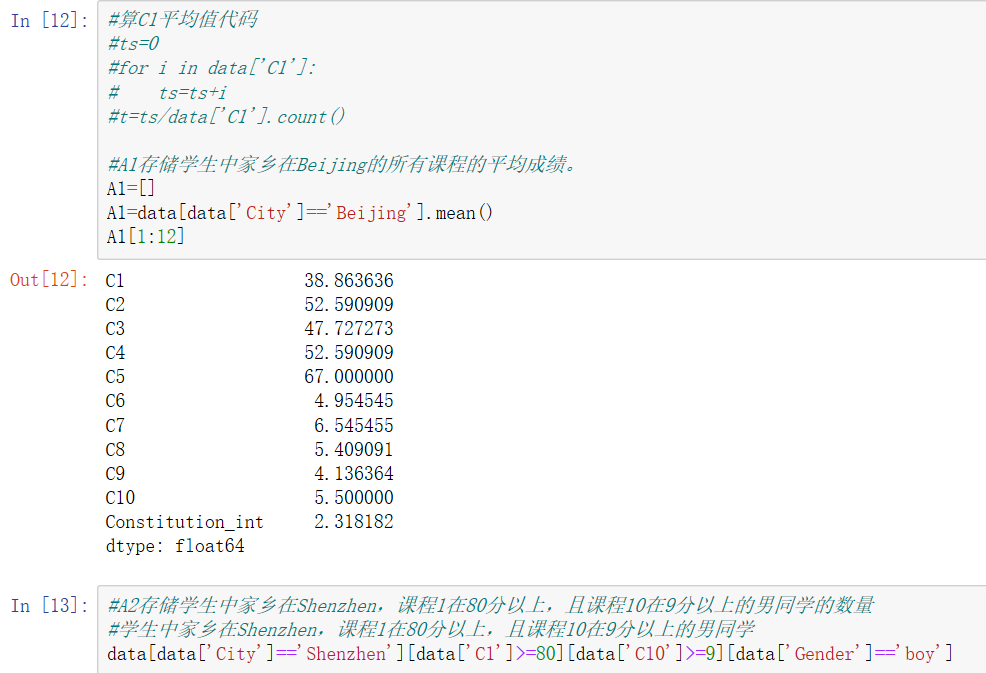 In [12]: #算C1平均值代码
#ts=0
#for i in data['C1']:
#    ts=ts+i
#t=ts/data['C1'].count()
#A1存储学生中家乡在Beijing的所有课程的平均成绩。
A1=[]
A1=data[data['City']=='Beijing'].mean()
A1[1:12]
Out[12]: C1 38.863636
C2 52.590909
C3 47.727273
C4 52.590909
C5 67.000000
C6 4.954545
C7 6.545455
C8 5.409091
C9 4.136364
C10 5.500000
Constitution_int 2.318182
dtype: float64
In [13]: #A2存储学生中家乡在Shenzhen，课程1在80分以上，且课程10在9分以上的男同学的数量
#学生中家乡在Shenzhen，课程1在80分以上，且课程10在9分以上的男同学
data[data['City']=='Shenzhen'][data['C1']>=80][data['C10']>=9][data['Gender']=='boy']